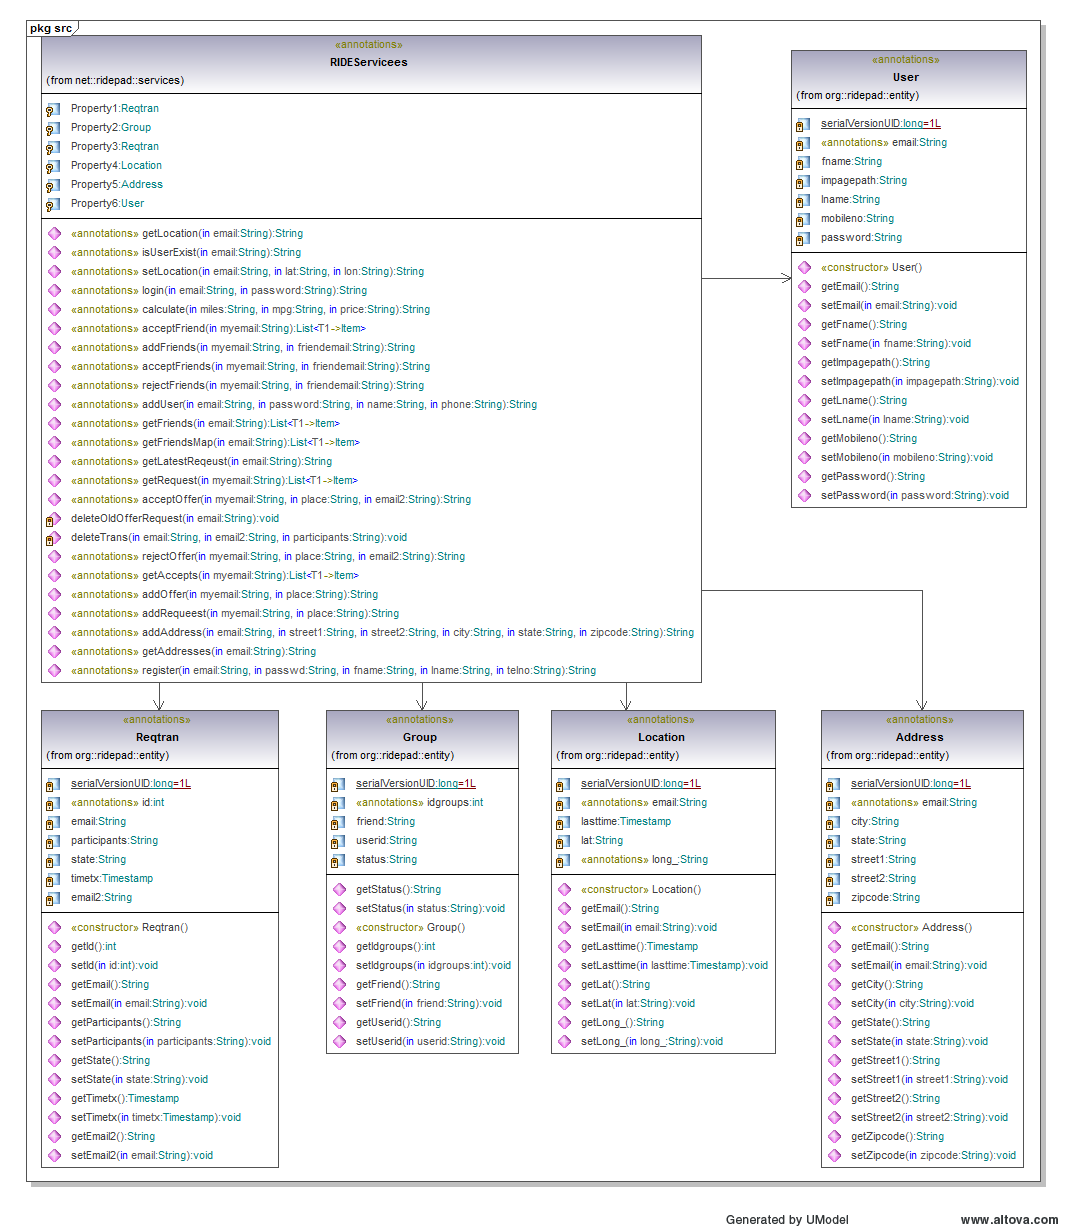 pkg src
«annotations»
RIDEServicees
(from net::ridepad::services)
Property1:Reqtran
Property2:Group
Property3:Reqtran
Property4:Location
Property5:Address
Property6:User
«annotations» getLocation(in email:String):String
«annotations» isUserExist(in email:String):String
«annotations» setLocation(in email:String, in lat:String, in lon:String):String
«annotations» login(in email:String, in password:String):String
«annotations» calculate(in miles:String, in mpg:String, in price:String):String
«annotations» acceptFriend(in myemail:String):List<T1->Item>
«annotations» addFriends(in myemail:String, in friendemail:String):String
«annotations» acceptFriends(in myemail:String, in friendemail:String):String
«annotations» rejectFriends(in myemail:String, in friendemail:String):String
«annotations» addUser(in email:String, in password:String, in name:String, in phone:String):String
«annotations» getFriends(in email:String):List<T1->Item>
«annotations» getFriendsMap(in email:String):List<T1->Item>
«annotations» getLatestReqeust(in email:String):String
«annotations» getRequest(in myemail:String):List<T1->Item>
«annotations» acceptOffer(in myemail:String, in place:String, in email2:String):String
deleteOldOfferRequest(in email:String):void
deleteTrans(in email:String, in email2:String, in participants:String):void
«annotations» rejectOffer(in myemail:String, in place:String, in email2:String):String
«annotations» getAccepts(in myemail:String):List<T1->Item>
«annotations» addOffer(in myemail:String, in place:String):String
«annotations» addRequeest(in myemail:String, in place:String):String
«annotations» addAddress(in email:String, in street1:String, in street2:String, in city:String, in state:String, in zipcode:String):String
«annotations» getAddresses(in email:String):String
«annotations» register(in email:String, in passwd:String, in fname:String, in lname:String, in telno:String):String
«annotations»
User
(from org::ridepad::entity)
serialVersionUID:long=1L
«annotations» email:String
fname:String
impagepath:String
lname:String
mobileno:String
password:String
«constructor» User()
getEmail():String
setEmail(in email:String):void
getFname():String
setFname(in fname:String):void
getImpagepath():String
setImpagepath(in impagepath:String):void
getLname():String
setLname(in lname:String):void
getMobileno():String
setMobileno(in mobileno:String):void
getPassword():String
setPassword(in password:String):void
«annotations»
Reqtran
(from org::ridepad::entity)
serialVersionUID:long=1L
«annotations» id:int
email:String
participants:String
state:String
timetx:Timestamp
email2:String
«constructor» Reqtran()
getId():int
setId(in id:int):void
getEmail():String
setEmail(in email:String):void
getParticipants():String
setParticipants(in participants:String):void
getState():String
setState(in state:String):void
getTimetx():Timestamp
setTimetx(in timetx:Timestamp):void
getEmail2():String
setEmail2(in email:String):void
«annotations»
Group
(from org::ridepad::entity)
serialVersionUID:long=1L
«annotations» idgroups:int
friend:String
userid:String
status:String
getStatus():String
setStatus(in status:String):void
«constructor» Group()
getIdgroups():int
setIdgroups(in idgroups:int):void
getFriend():String
setFriend(in friend:String):void
getUserid():String
setUserid(in userid:String):void
«annotations»
Location
(from org::ridepad::entity)
serialVersionUID:long=1L
«annotations» email:String
lasttime:Timestamp
lat:String
«annotations» long_:String
«constructor» Location()
getEmail():String
setEmail(in email:String):void
getLasttime():Timestamp
setLasttime(in lasttime:Timestamp):void
getLat():String
setLat(in lat:String):void
getLong_():String
setLong_(in long_:String):void
«annotations»
Address
(from org::ridepad::entity)
serialVersionUID:long=1L
«annotations» email:String
city:String
state:String
street1:String
street2:String
zipcode:String
«constructor» Address()
getEmail():String
setEmail(in email:String):void
getCity():String
setCity(in city:String):void
getState():String
setState(in state:String):void
getStreet1():String
setStreet1(in street1:String):void
getStreet2():String
setStreet2(in street2:String):void
getZipcode():String
setZipcode(in zipcode:String):void
Generated by UModel www.altova.com